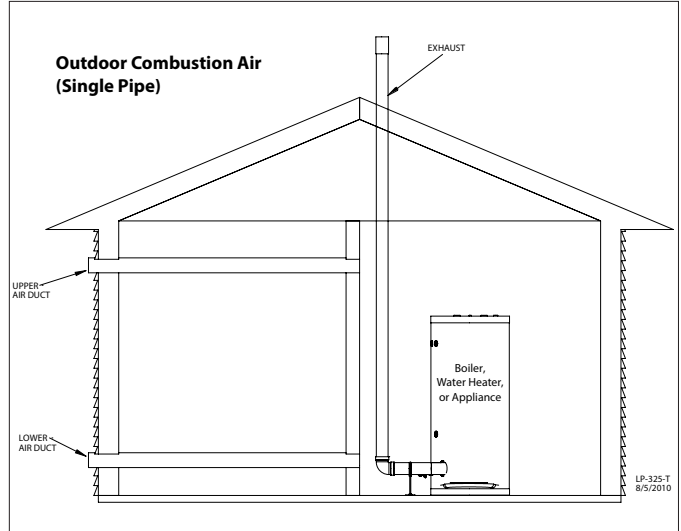 Outdoor Combustion Air
(Single Pipe)
EXHAUST
UPPER
AIR DUCT
Boiler,
Water Heater,
or Appliance
LOWER
AIR DUCT
LP-325-T
8/5/2010